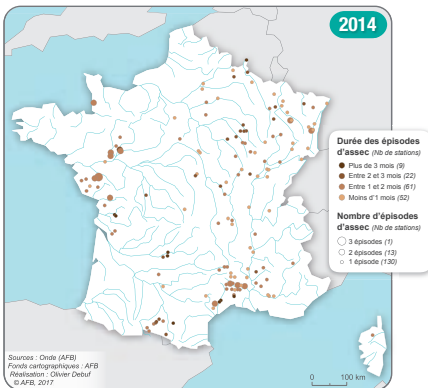 2014
Durée des épisodes
d'assec (Nb de stations)
Plus de 3 mois (9)
Entre 2 et 3 mois (22)
Entre 1 et 2 mois (61)
Moins d'1 mois (52)
Nombre d'épisodes
d'assec (Nb de stations)
3 épisodes (1)
2 épisodes (13)
1 épisode (130)
Sources : Onde (AFB)
Fonds cartographiques : AFB
Réalisation : Olivier Debuf
© AFB, 2017
0 100 km